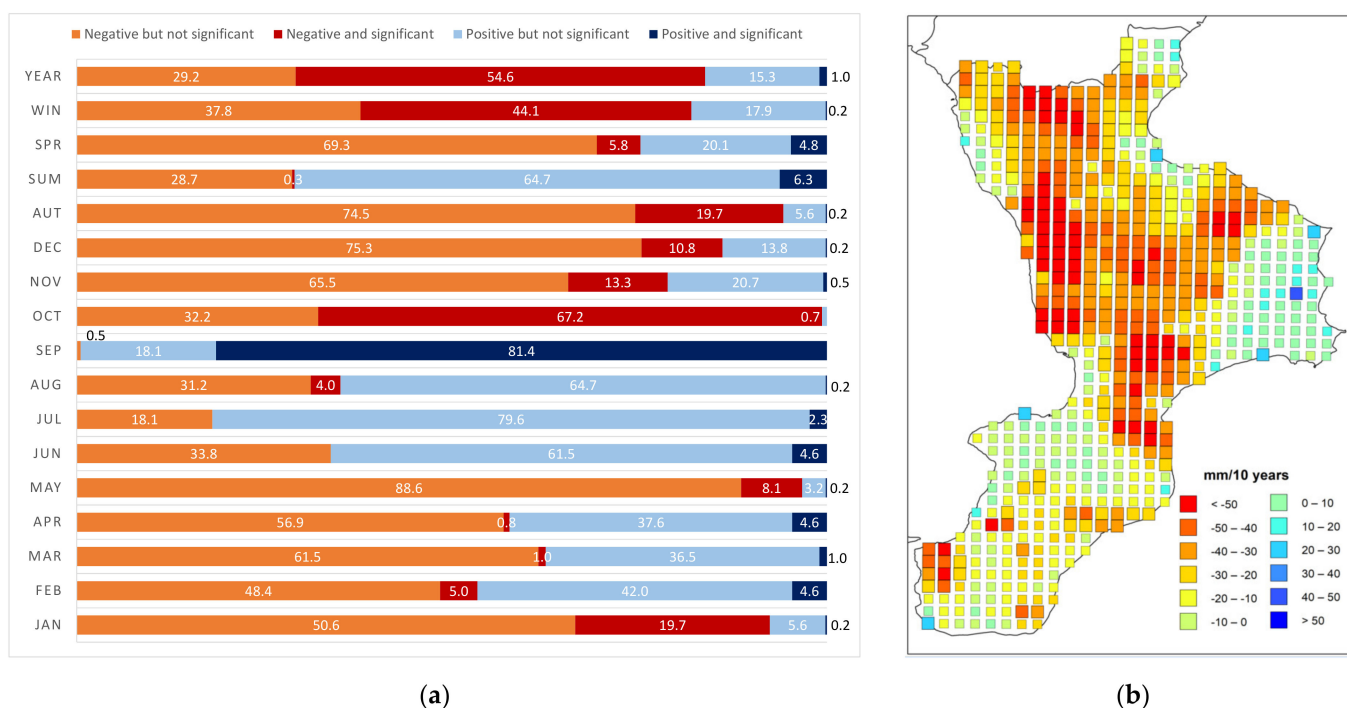 Negative but not significant Negative and significant Positive but not significant Positive and significant
YEAR 29.2 54.6 15.3 1.0
WIN 37.8 44.1 17.9 0.2
SPR 69.3 5.8 20.1 4.8
SUM 28.7 0.3 64.7 6.3
AUT 74.5 19.7 5.6 0.2
DEC 75.3 10.8 13.8 0.2
NOV 65.5 13.3 20.7 0.5
OCT 32.2 67.2 0.7
SEP 0.5 18.1 81.4
AUG 31.2 4.0 64.7 0.2
JUL 18.1 79.6 2.3
JUN 33.8 61.5 4.6
MAY 88.6 8.1 3.2 0.2
APR 56.9 0.8 37.6 4.6
MAR 61.5 1.0 36.5 1.0
FEB 48.4 5.0 42.0 4.6
JAN 50.6 19.7 5.6 0.2
(a)
mm/10 years
< -50 0 – 10
-50 – -40 10 – 20
-40 – -30 20 – 30
-30 – -20 30 – 40
-20 – -10 40 – 50
-10 – 0 > 50
(b)